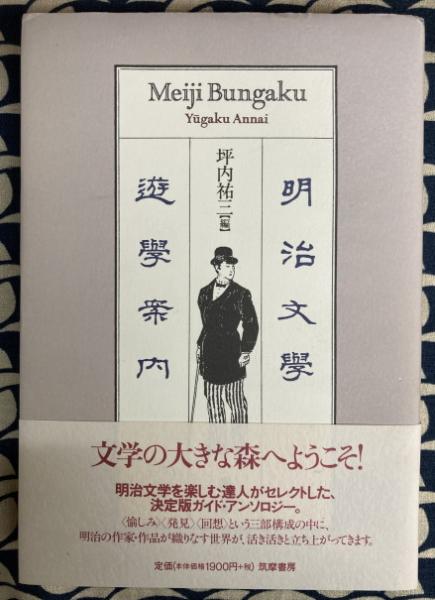 Meiji Bungaku
Yūgaku Annai
明治文學
坪内祐三【編】
遊學案内
文学の大きな森へようこそ!
明治文学を楽しむ達人がセレクトした、
決定版ガイド・アンソロジー。
〈愉しみ〉〈発見〉〈回想〉という三部構成の中に、
明治の作家・作品が織りなす世界が、活き活きと立ち上がってきます。
定価(本体価格1900円+税) 筑摩書房